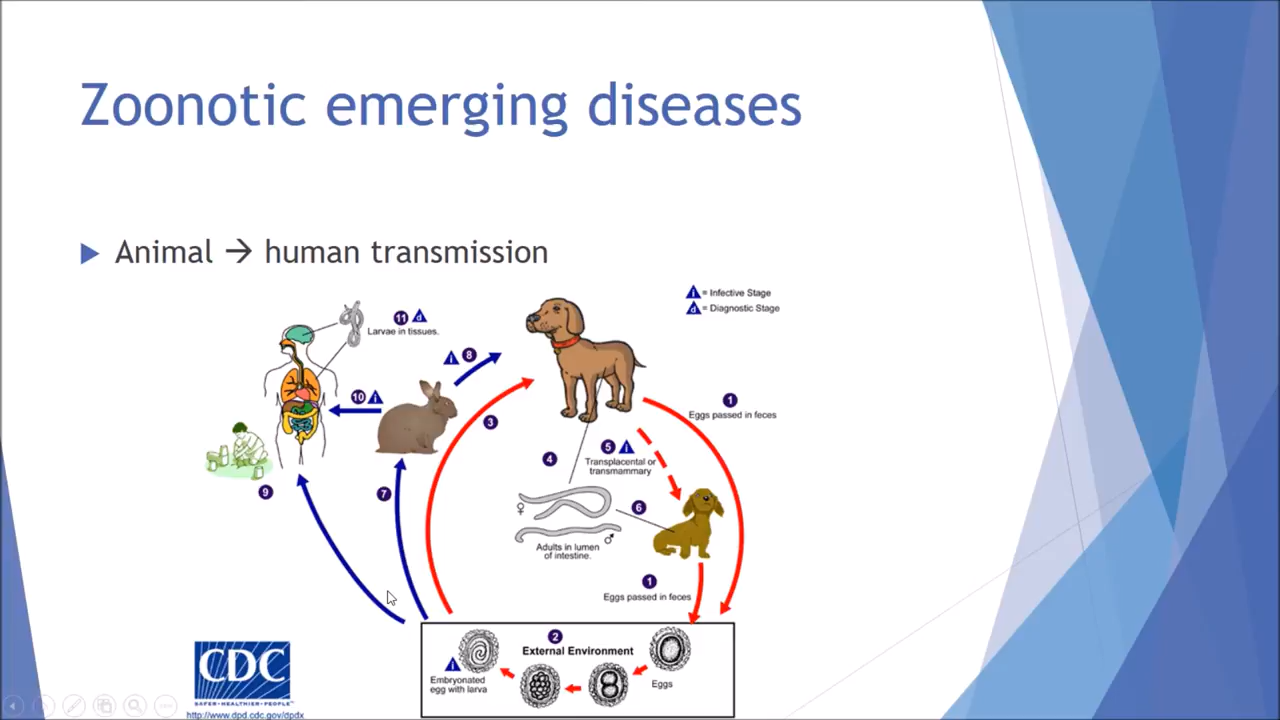 Zoonotic emerging diseases
Animal → human transmission
i = Infective Stage
d = Diagnostic Stage
11 d
Larvae in tissues.
i 8
10 i
3
1
Eggs passed in feces
9
7
4
5 i
Transplacental or
transmammary
6
♀
♂
Adults in lumen
of intestine.
1
Eggs passed in feces
2
External Environment
i
Embryonated
egg with larva
Eggs
CDC
SAFER•HEALTHIER•PEOPLE™
http://www.dpd.cdc.gov/dpdx